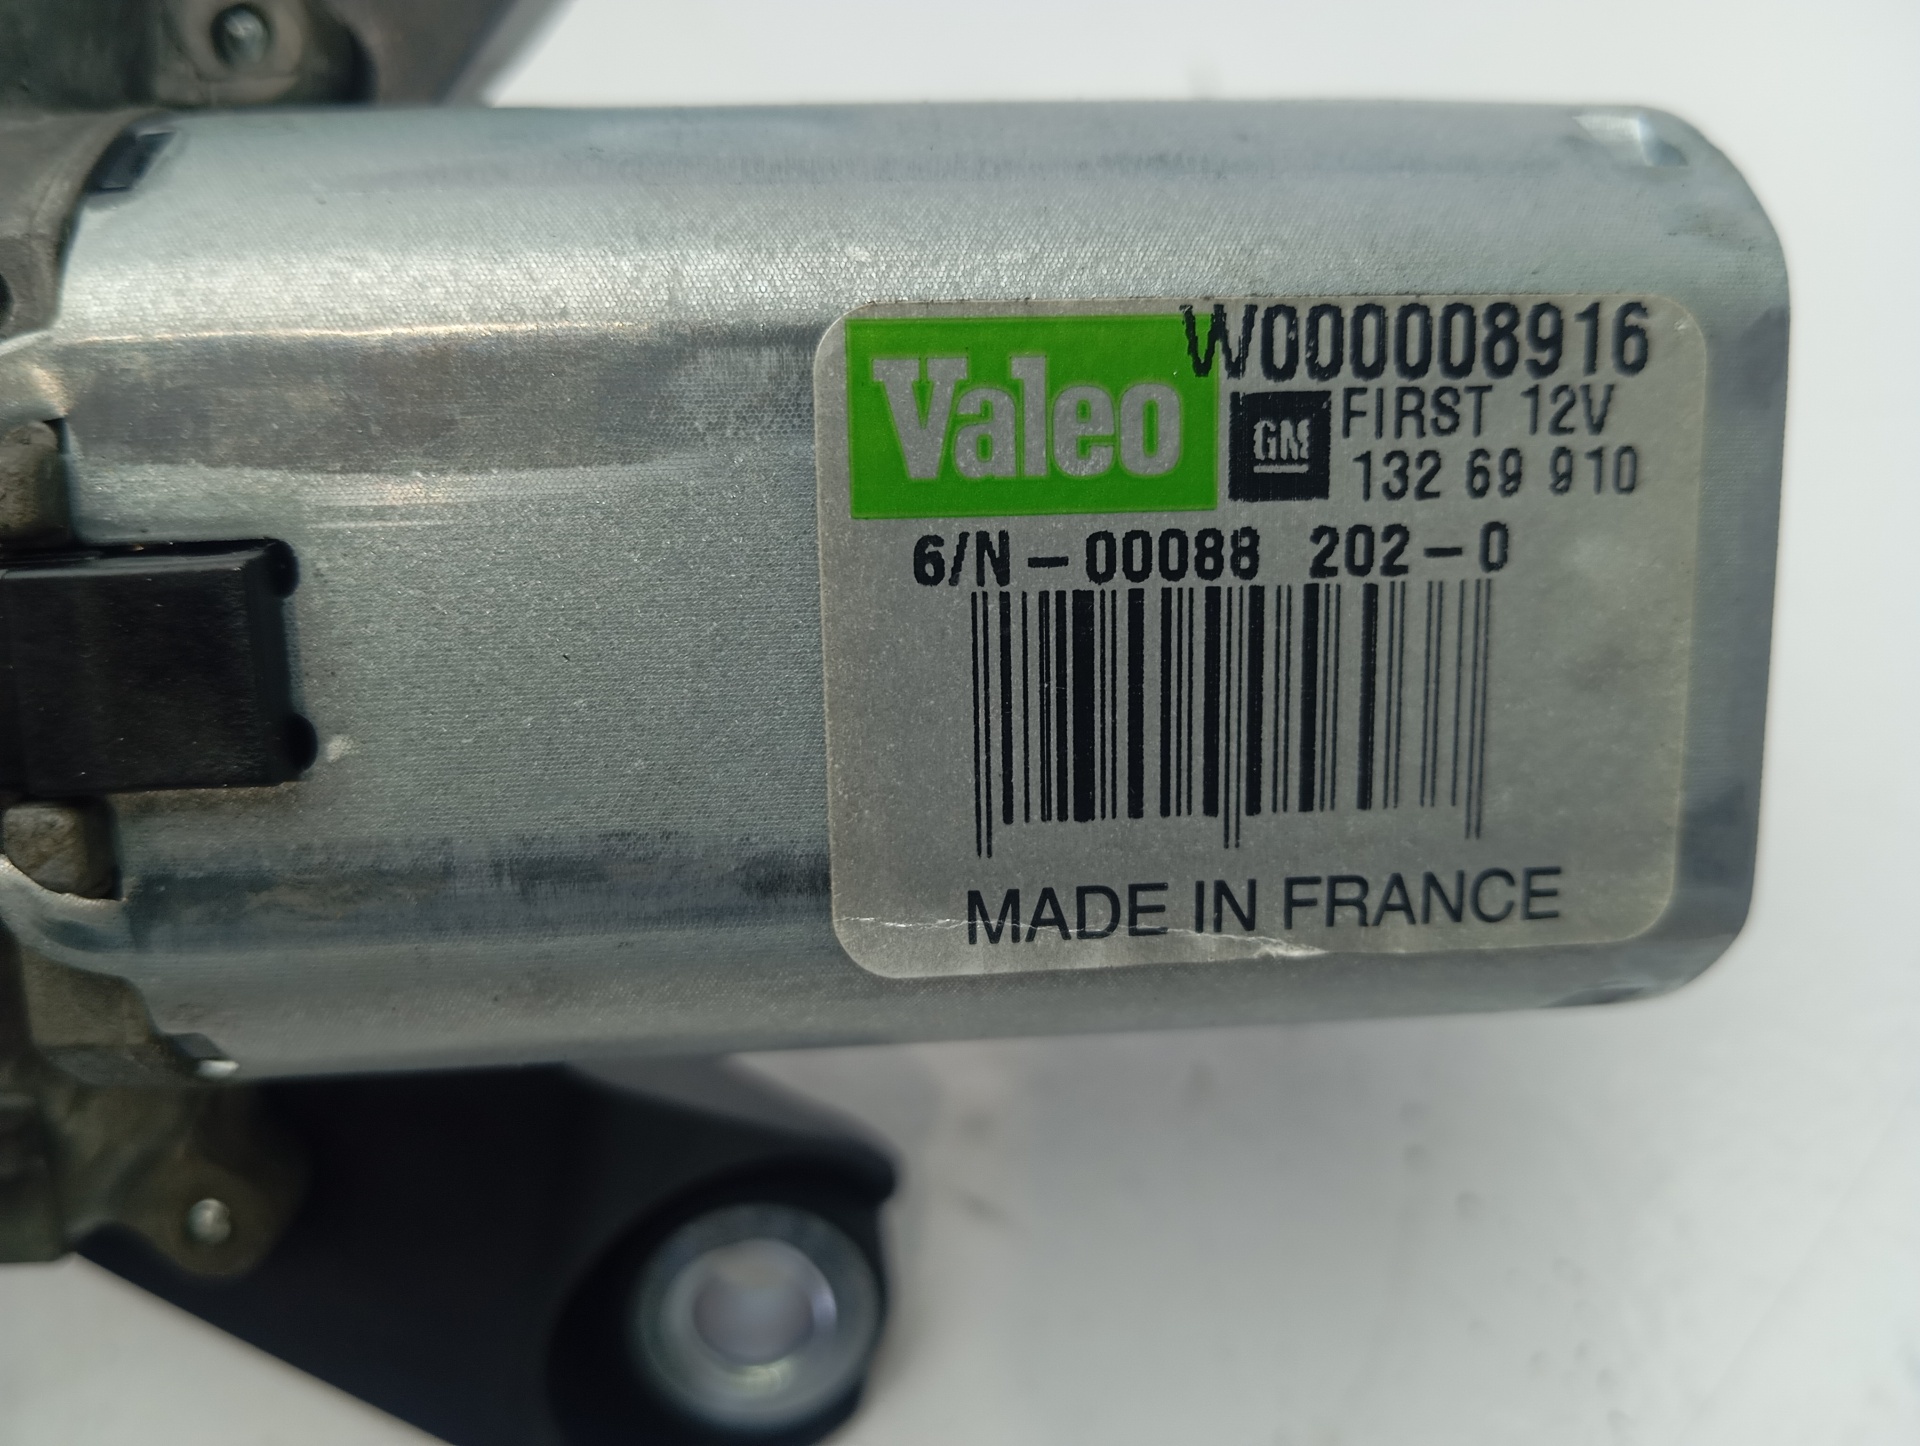 W000008916
Valeo
GM FIRST 12V
132 69 910
6/N-00088 202-0
MADE IN FRANCE